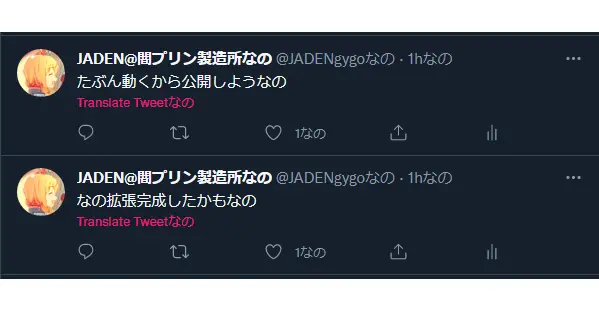 JADEN@闇プリン製造所なの @JADENgygoなの · 1hなの
たぶん動くから公開しようなの
Translate Tweetなの
1なの
JADEN@闇プリン製造所なの @JADENgygoなの · 1hなの
なの拡張完成したかもなの
Translate Tweetなの
1なの